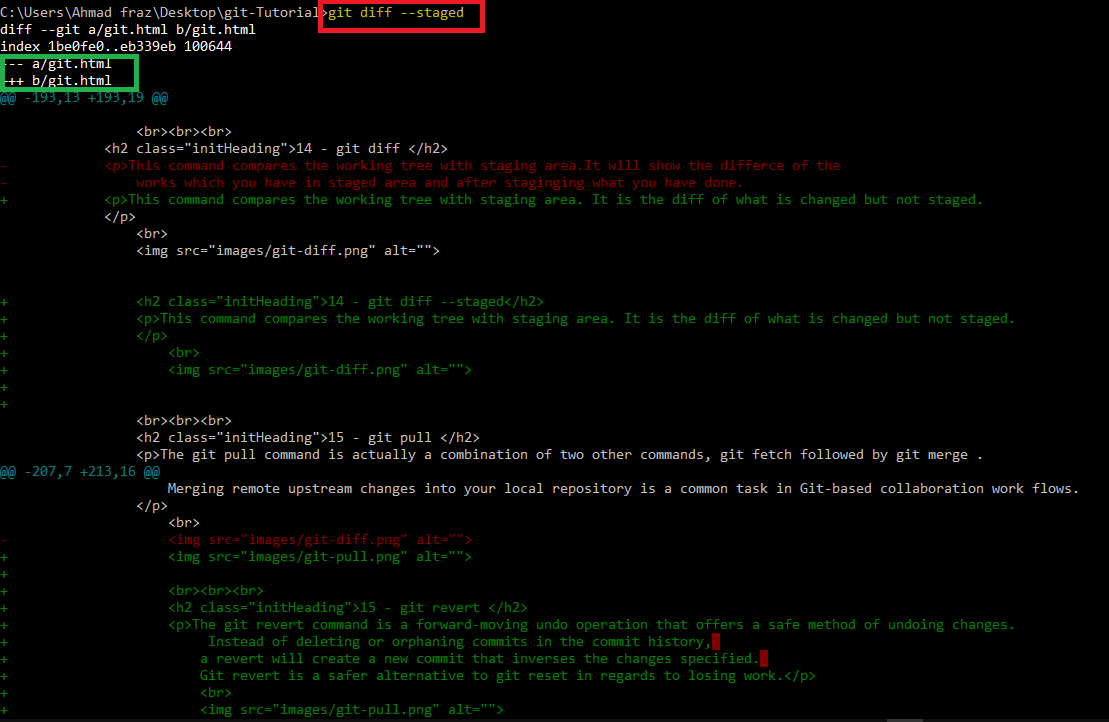 C:\Users\Ahmad fraz\Desktop\git-Tutorial>git diff --staged
diff --git a/git.html b/git.html
index 1be0fe0..eb339eb 100644
--- a/git.html
+++ b/git.html
@@ -193,13 +193,19 @@
<br><br><br>
<h2 class="initHeading">14 - git diff </h2>
- <p>This command compares the working tree with staging area.It will show the differce of the
- works which you have in staged area and after staginging what you have done.
+ <p>This command compares the working tree with staging area. It is the diff of what is changed but not staged.
</p>
<br>
<img src="images/git-diff.png" alt="">
+ <h2 class="initHeading">14 - git diff --staged</h2>
+ <p>This command compares the working tree with staging area. It is the diff of what is changed but not staged.
+ </p>
+ <br>
+ <img src="images/git-diff.png" alt="">
+
+
<br><br><br>
<h2 class="initHeading">15 - git pull </h2>
<p>The git pull command is actually a combination of two other commands, git fetch followed by git merge .
@@ -207,7 +213,16 @@
Merging remote upstream changes into your local repository is a common task in Git-based collaboration work flows.
</p>
<br>
- <img src="images/git-diff.png" alt="">
+ <img src="images/git-pull.png" alt="">
+
+ <br><br><br>
+ <h2 class="initHeading">15 - git revert </h2>
+ <p>The git revert command is a forward-moving undo operation that offers a safe method of undoing changes.
+ Instead of deleting or orphaning commits in the commit history,
+ a revert will create a new commit that inverses the changes specified.
+ Git revert is a safer alternative to git reset in regards to losing work.</p>
+ <br>
+ <img src="images/git-pull.png" alt="">